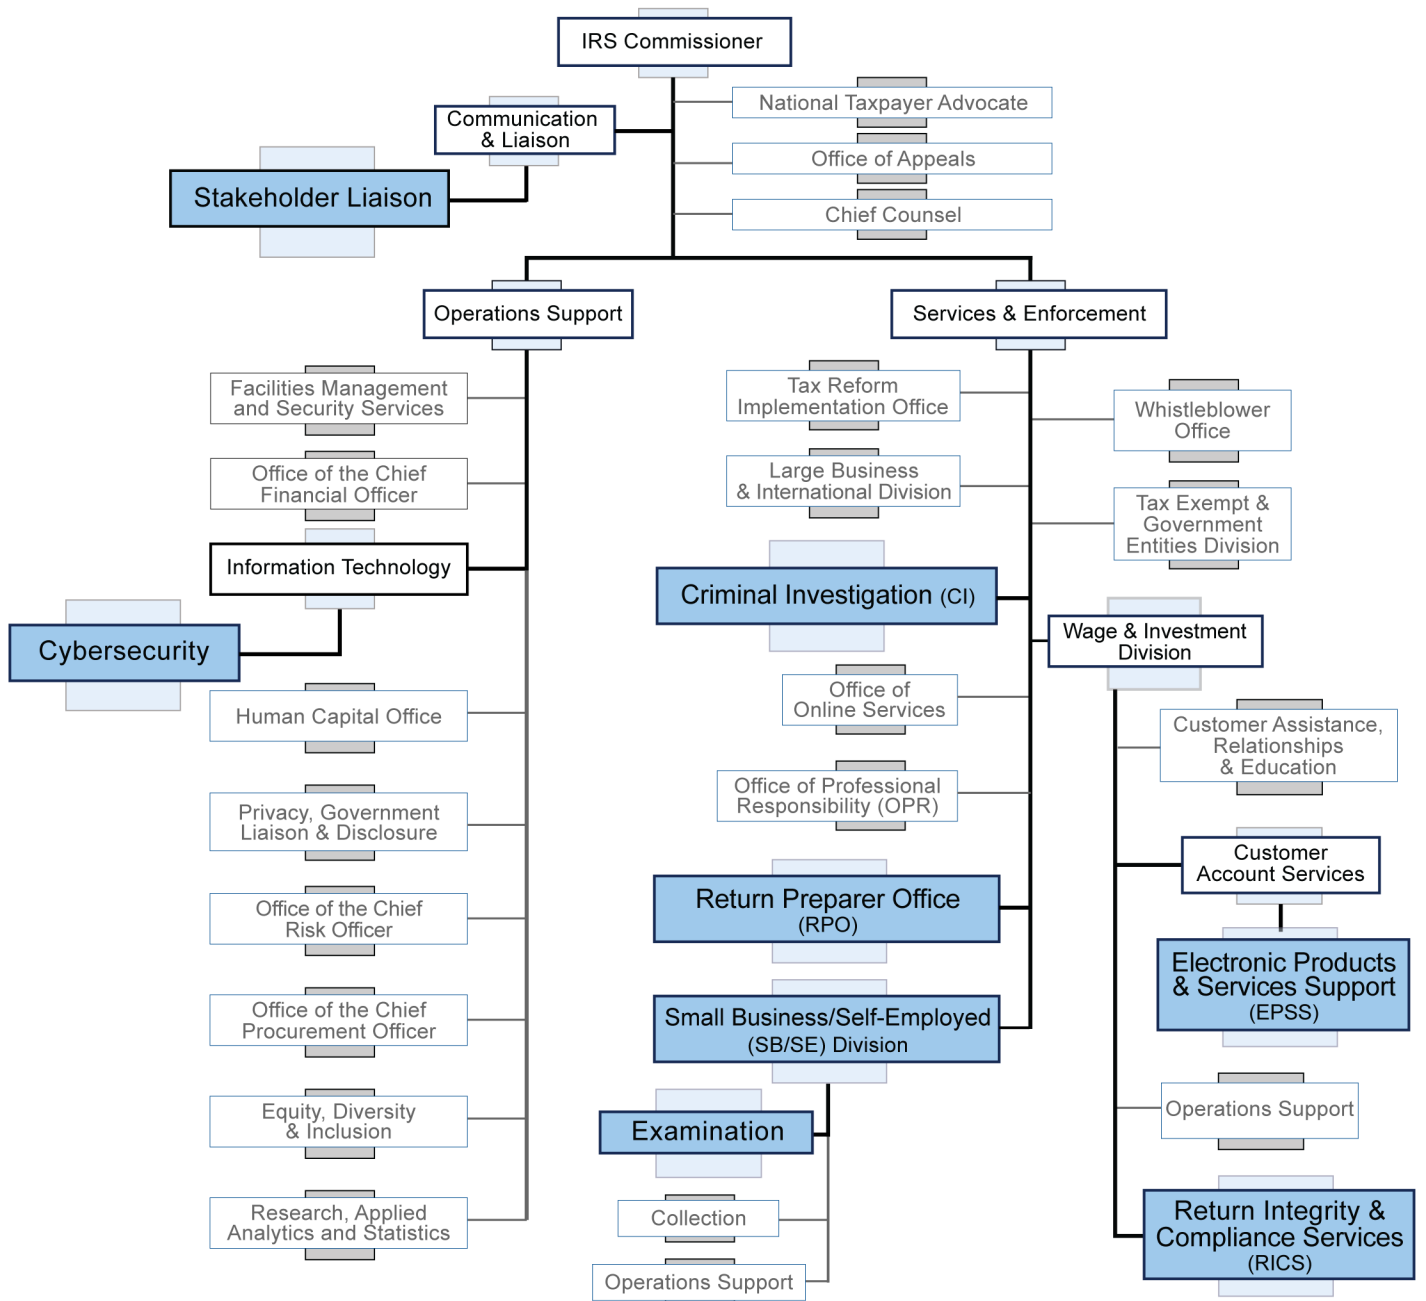 IRS Commissioner
National Taxpayer Advocate
Communication
& Liaison
Office of Appeals
Stakeholder Liaison
Chief Counsel
Operations Support
Services & Enforcement
Facilities Management
and Security Services
Office of the Chief
Financial Officer
Information Technology
Cybersecurity
Human Capital Office
Privacy, Government
Liaison & Disclosure
Office of the Chief
Risk Officer
Office of the Chief
Procurement Officer
Equity, Diversity
& Inclusion
Research, Applied
Analytics and Statistics
Tax Reform
Implementation Office
Whistleblower
Office
Large Business
& International Division
Tax Exempt &
Government
Entities Division
Criminal Investigation (CI)
Wage & Investment
Division
Office of
Online Services
Office of Professional
Responsibility (OPR)
Return Preparer Office
(RPO)
Small Business/Self-Employed
(SB/SE) Division
Examination
Collection
Operations Support
Customer Assistance,
Relationships
& Education
Customer
Account Services
Electronic Products
& Services Support
(EPSS)
Operations Support
Return Integrity &
Compliance Services
(RICS)